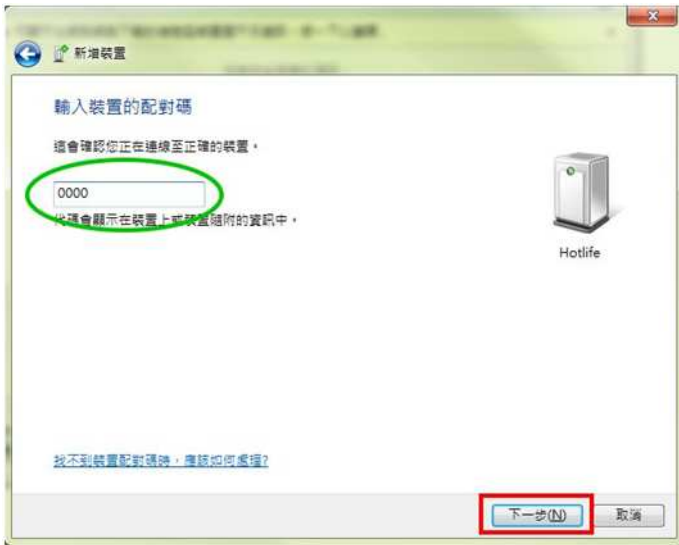 新增裝置
輸入裝置的配對碼
這會確認您正在連線至正確的裝置。
0000
代碼會顯示在裝置上或裝置隨附的資訊中。
Hotlife
找不到裝置配對碼時，應該如何處理?
下一步(N)
取消